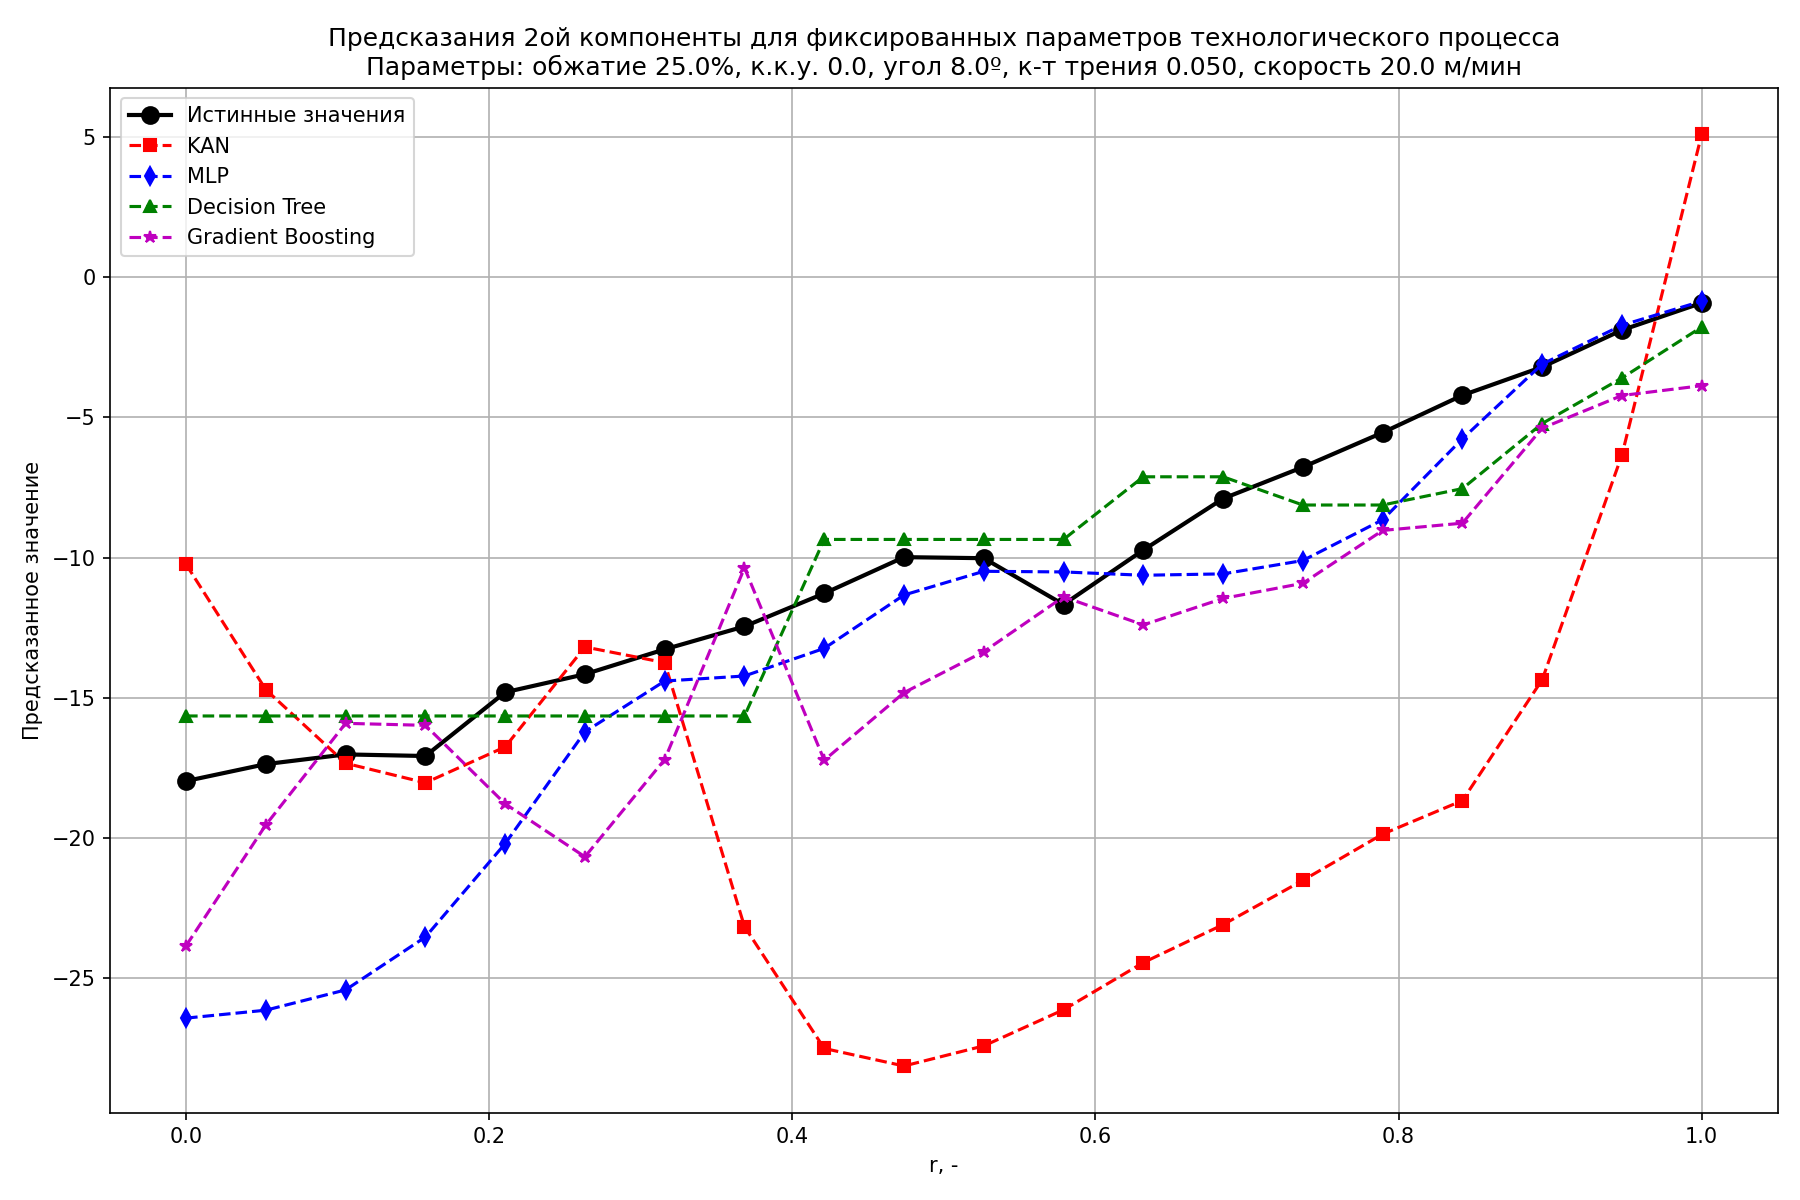 Предсказания 2ой компоненты для фиксированных параметров технологического процесса
Параметры: обжатие 25.0%, к.к.у. 0.0, угол 8.0º, к-т трения 0.050, скорость 20.0 м/мин
Истинные значения
KAN
MLP
Decision Tree
Gradient Boosting
Предсказанное значение
5
0
−5
−10
−15
−20
−25
0.0
0.2
0.4
0.6
0.8
1.0
r, -